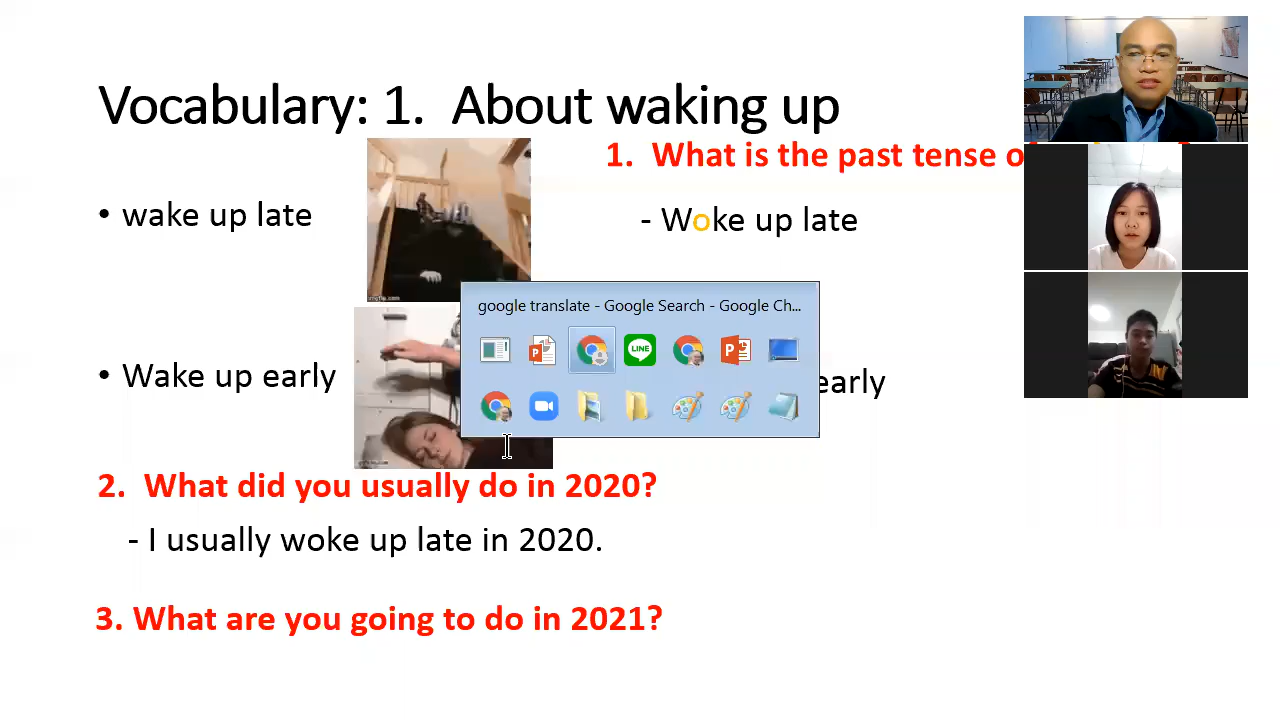 Vocabulary: 1. About waking up
1. What is the past tense o
• wake up late
- Woke up late
google translate - Google Search - Google Ch...
LINE
• Wake up early
early
2. What did you usually do in 2020?
- I usually woke up late in 2020.
3. What are you going to do in 2021?